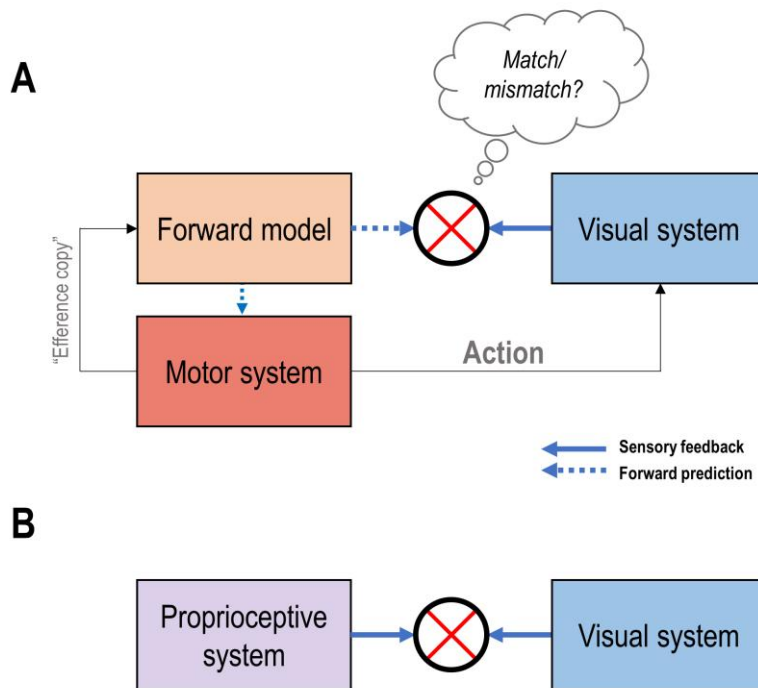 A
Match/
mismatch?
Forward model
Visual system
“Efference copy”
Motor system
Action
Sensory feedback
Forward prediction
B
Proprioceptive
system
Visual system